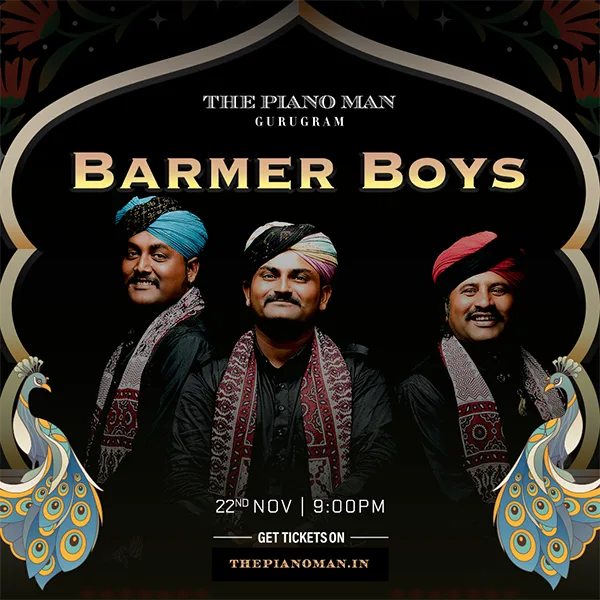 THE PIANO MAN
GURUGRAM
BARMER BOYS
22ND NOV | 9:00PM
GET TICKETS ON
THEPIANOMAN.IN